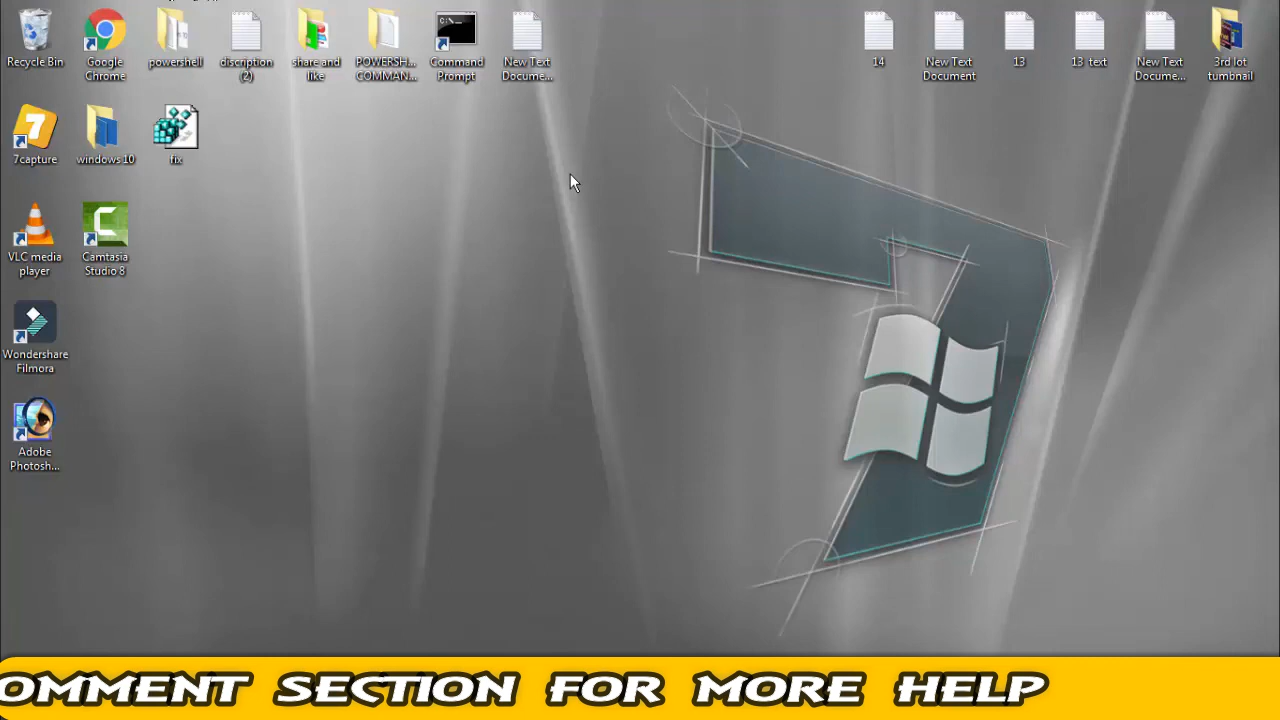 Recycle Bin
Google
Chrome
powershell
discription
(2)
share and
like
POWERSH...
COMMAN...
Command
Prompt
New Text
Docume...
14
New Text
Document
13
13 text
New Text
Docume...
3rd lot
tumbnail
7capture
windows 10
fix
VLC media
player
Camtasia
Studio 8
Wondershare
Filmora
Adobe
Photosh...
OMMENT SECTION FOR MORE HELP